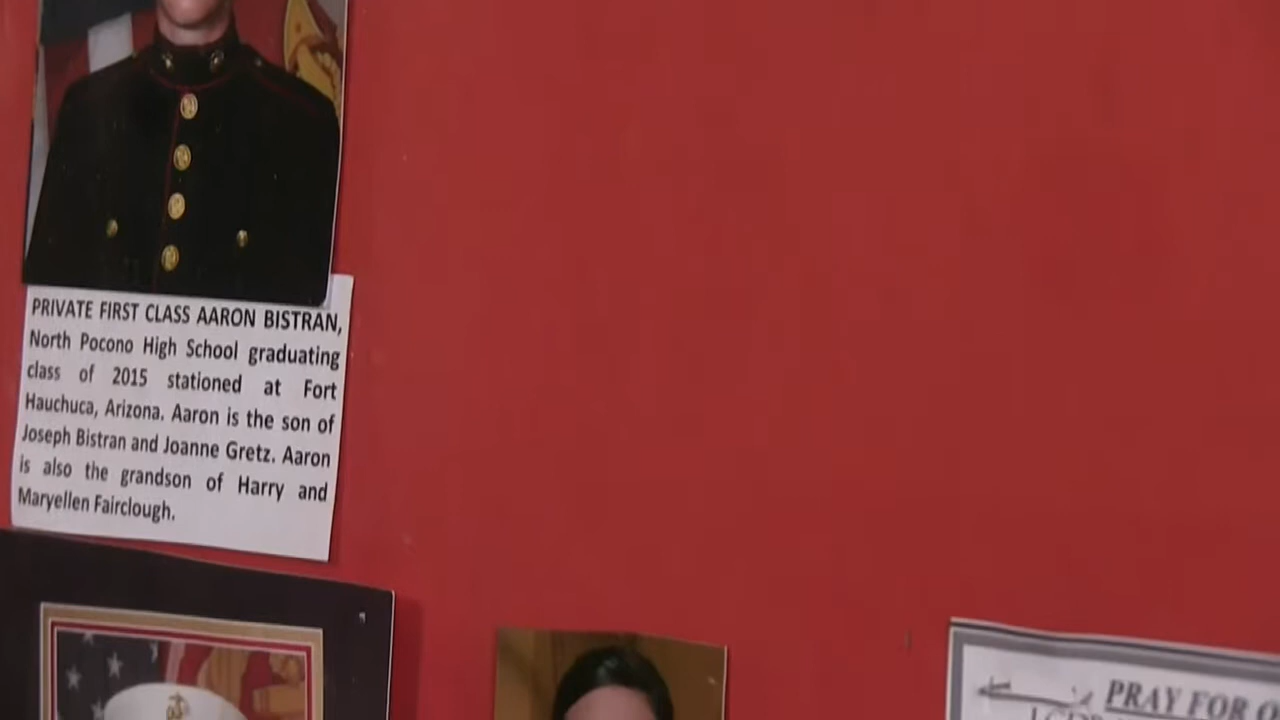 PRIVATE FIRST CLASS AARON BISTRAN,
North Pocono High School graduating
class of 2015 stationed at Fort
Hauchuca, Arizona. Aaron is the son of
Joseph Bistran and Joanne Gretz. Aaron
is also the grandson of Harry and
Maryellen Fairclough.
PRAY FOR